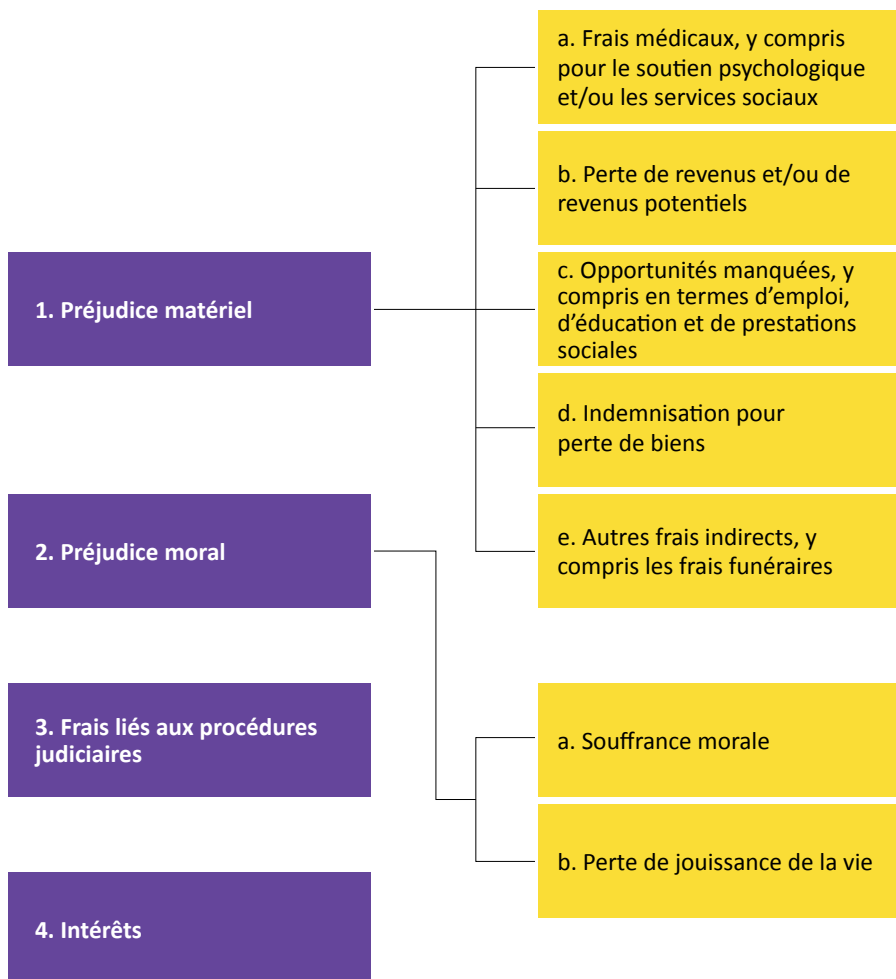 1. Préjudice matériel
a. Frais médicaux, y compris
pour le soutien psychologique
et/ou les services sociaux
b. Perte de revenus et/ou de
revenus potentiels
c. Opportunités manquées, y
compris en termes d’emploi,
d’éducation et de prestations
sociales
d. Indemnisation pour
perte de biens
e. Autres frais indirects, y
compris les frais funéraires
2. Préjudice moral
a. Souffrance morale
b. Perte de jouissance de la vie
3. Frais liés aux procédures
judiciaires
4. Intérêts